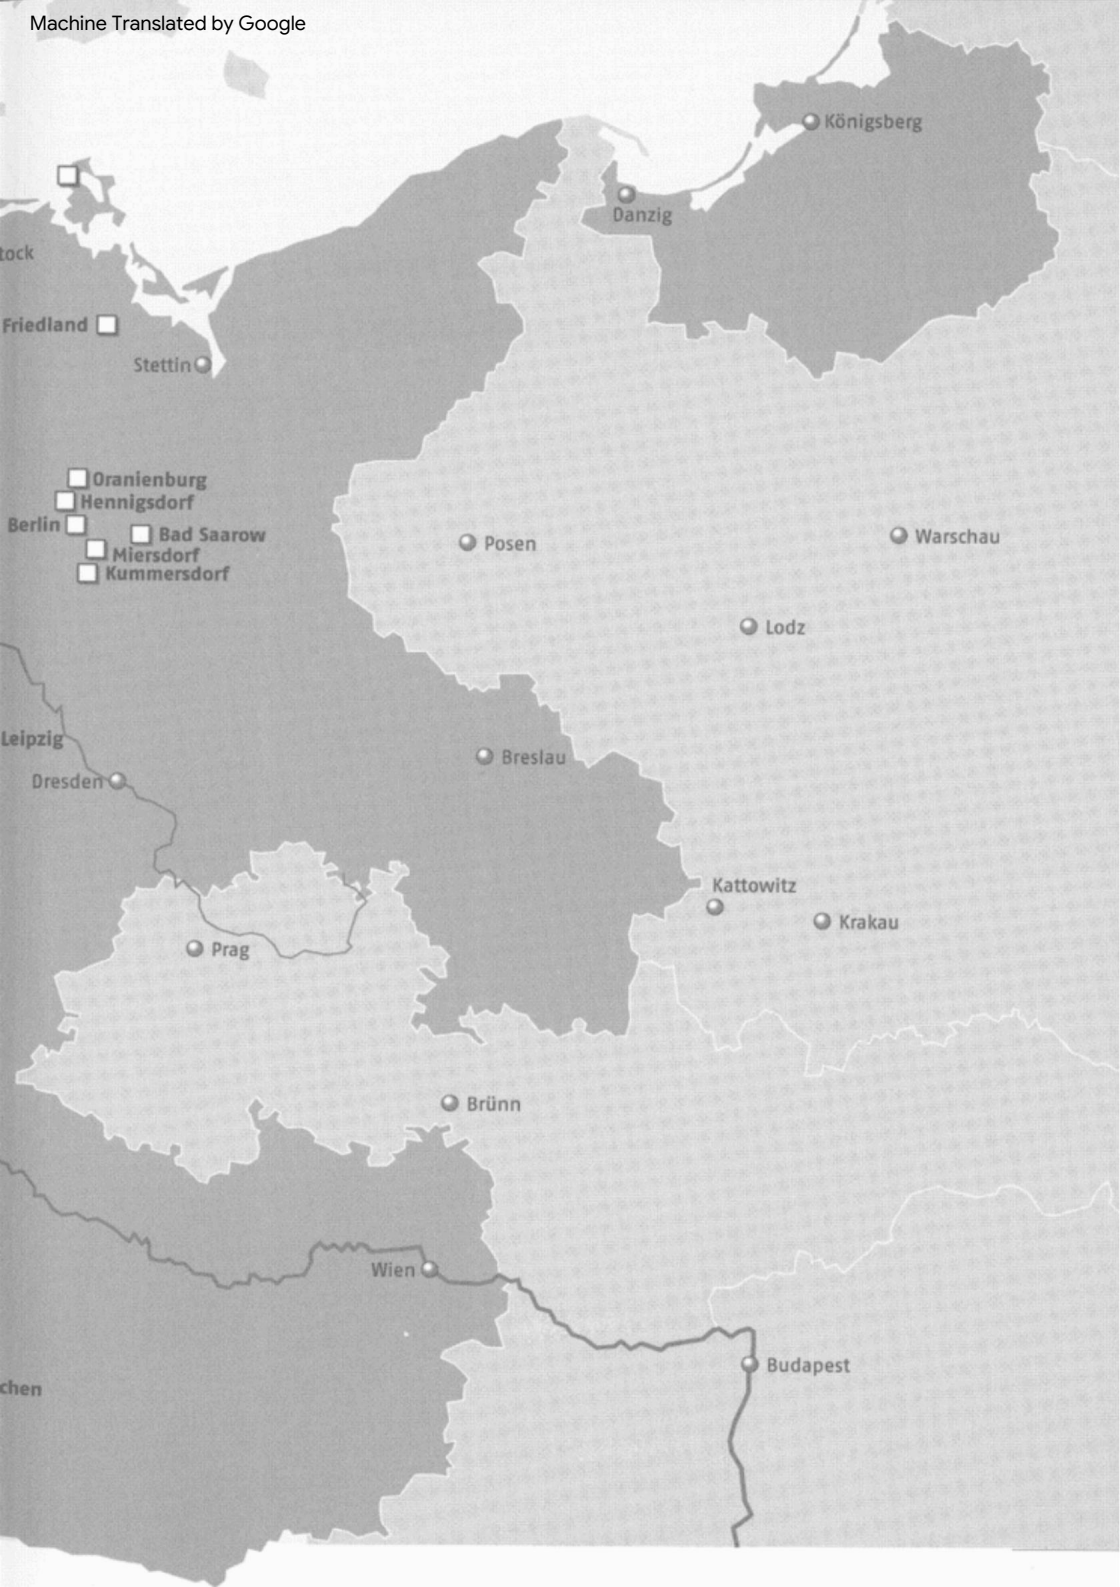 Machine Translated by Google
Königsberg
Danzig
tock
Friedland
Stettin
Oranienburg
Hennigsdorf
Berlin
Bad Saarow
Miersdorf
Kummersdorf
Posen
Warschau
Lodz
Leipzig
Breslau
Dresden
Kattowitz
Krakau
Prag
Brünn
Wien
Budapest
chen